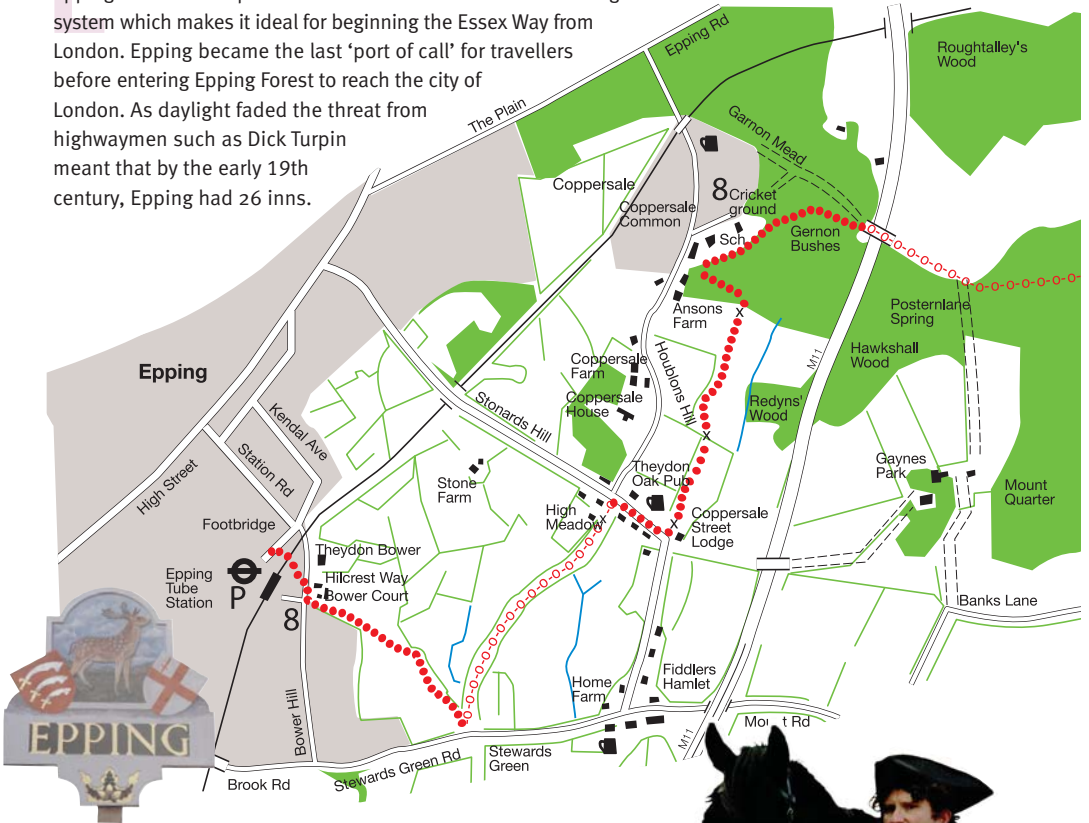 system which makes it ideal for beginning the Essex Way from
London. Epping became the last ‘port of call’ for travellers
before entering Epping Forest to reach the city of
London. As daylight faded the threat from
highwaymen such as Dick Turpin
meant that by the early 19th
century, Epping had 26 inns.
Epping Rd
Roughtalley's
Wood
The Plain
Garnon Mead
Coppersale
8
Cricket
ground
Coppersale
Common
Sch
Gernon
Bushes
Posternlane
Spring
Ansons
Farm
M11
Hawkshall
Wood
Epping
Coppersale
Farm
Houblons Hill
Coppersale
House
Redyns'
Wood
Stonards Hill
Kendal Ave
Station Rd
High Street
Stone
Farm
Theydon
Oak Pub
Gaynes
Park
Mount
Quarter
High
Meadow
Coppersale
Street
Lodge
Footbridge
Theydon Bower
Epping
Tube
Station
P
Hilcrest Way
Bower Court
8
Banks Lane
Home
Farm
Fiddlers
Hamlet
Bower Hill
EPPING
M11
Rd
Stewards
Green
Stewards Green Rd
Brook Rd
x
x
x
x